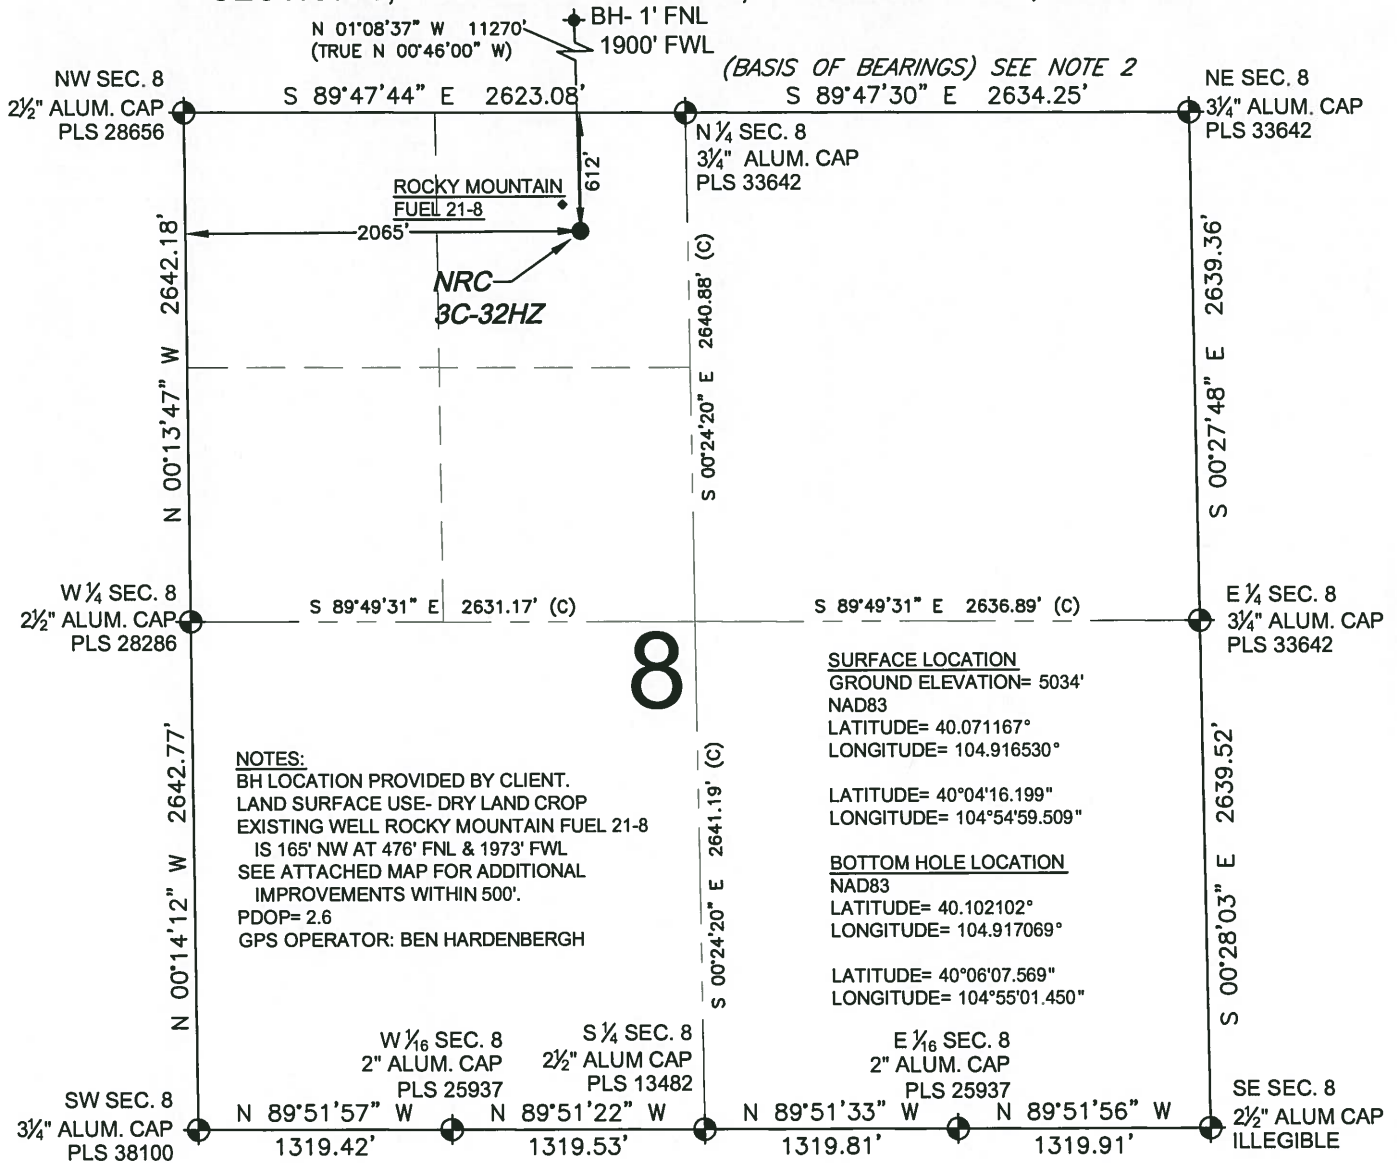 N 01°08'37" W 11270'
(TRUE N 00°46'00" W)
BH- 1' FNL
1900' FWL
(BASIS OF BEARINGS) SEE NOTE 2
NW SEC. 8
2½" ALUM. CAP
PLS 28656
S 89°47'44" E 2623.08'
S 89°47'30" E 2634.25'
NE SEC. 8
3¼" ALUM. CAP
PLS 33642
N ¼ SEC. 8
3¼" ALUM. CAP
PLS 33642
612'
ROCKY MOUNTAIN
FUEL 21-8
2065'
NRC
3C-32HZ
N 00°13'47" W 2642.18'
S 00°24'20" E 2640.88' (C)
S 00°27'48" E 2639.36'
W ¼ SEC. 8
2½" ALUM. CAP
PLS 28286
S 89°49'31" E 2631.17' (C)
S 89°49'31" E 2636.89' (C)
E ¼ SEC. 8
3¼" ALUM. CAP
PLS 33642
8
SURFACE LOCATION
GROUND ELEVATION= 5034'
NAD83
LATITUDE= 40.071167°
LONGITUDE= 104.916530°
LATITUDE= 40°04'16.199"
LONGITUDE= 104°54'59.509"
BOTTOM HOLE LOCATION
NAD83
LATITUDE= 40.102102°
LONGITUDE= 104.917069°
LATITUDE= 40°06'07.569"
LONGITUDE= 104°55'01.450"
NOTES:
BH LOCATION PROVIDED BY CLIENT.
LAND SURFACE USE- DRY LAND CROP
EXISTING WELL ROCKY MOUNTAIN FUEL 21-8
IS 165' NW AT 476' FNL & 1973' FWL
SEE ATTACHED MAP FOR ADDITIONAL
IMPROVEMENTS WITHIN 500'.
PDOP= 2.6
GPS OPERATOR: BEN HARDENBERGH
N 00°14'12" W 2642.77'
S 00°24'20" E 2641.19' (C)
S 00°28'03" E 2639.52'
W 1⁄16 SEC. 8
2" ALUM. CAP
PLS 25937
S ¼ SEC. 8
2½" ALUM CAP
PLS 13482
E 1⁄16 SEC. 8
2" ALUM. CAP
PLS 25937
SW SEC. 8
3¼" ALUM. CAP
PLS 38100
N 89°51'57" W
1319.42'
N 89°51'22" W
1319.53'
N 89°51'33" W
1319.81'
N 89°51'56" W
1319.91'
SE SEC. 8
2½" ALUM CAP
ILLEGIBLE